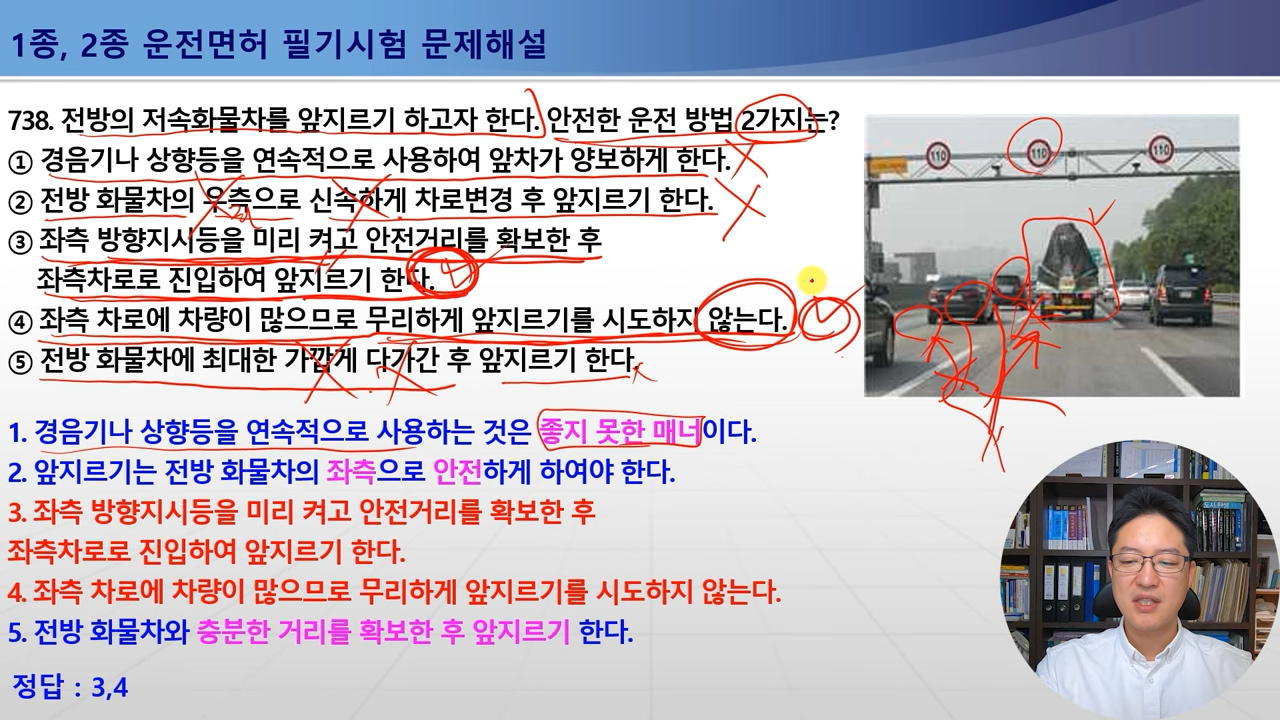 1종, 2종 운전면허 필기시험 문제해설
738. 전방의 저속화물차를 앞지르기 하고자 한다. 안전한 운전 방법 2가지는?
① 경음기나 상향등을 연속적으로 사용하여 앞차가 양보하게 한다.
② 전방 화물차의 우측으로 신속하게 차로변경 후 앞지르기 한다.
③ 좌측 방향지시등을 미리 켜고 안전거리를 확보한 후
좌측차로로 진입하여 앞지르기 한다.
④ 좌측 차로에 차량이 많으므로 무리하게 앞지르기를 시도하지 않는다.
⑤ 전방 화물차에 최대한 가깝게 다가간 후 앞지르기 한다.
110 110 110
1. 경음기나 상향등을 연속적으로 사용하는 것은 좋지 못한 매너이다.
2. 앞지르기는 전방 화물차의 좌측으로 안전하게 하여야 한다.
3. 좌측 방향지시등을 미리 켜고 안전거리를 확보한 후
좌측차로로 진입하여 앞지르기 한다.
4. 좌측 차로에 차량이 많으므로 무리하게 앞지르기를 시도하지 않는다.
5. 전방 화물차와 충분한 거리를 확보한 후 앞지르기 한다.
정답 : 3,4